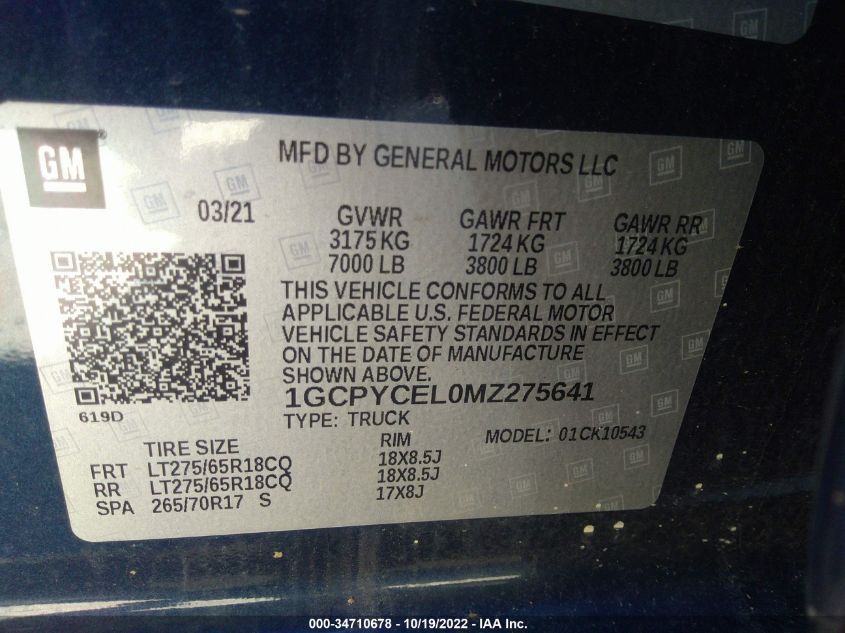 GM
MFD BY GENERAL MOTORS LLC
03/21
GVWR GAWR FRT GAWR RR
3175 KG 1724 KG 1724 KG
7000 LB 3800 LB 3800 LB
THIS VEHICLE CONFORMS TO ALL
APPLICABLE U.S. FEDERAL MOTOR
VEHICLE SAFETY STANDARDS IN EFFECT
ON THE DATE OF MANUFACTURE
SHOWN ABOVE.
1GCPYCEL0MZ275641
619D
TYPE: TRUCK
MODEL: 01CK10543
TIRE SIZE RIM
FRT LT275/65R18CQ 18X8.5J
RR LT275/65R18CQ 18X8.5J
SPA 265/70R17 S 17X8J
000-34710678 - 10/19/2022 - IAA Inc.